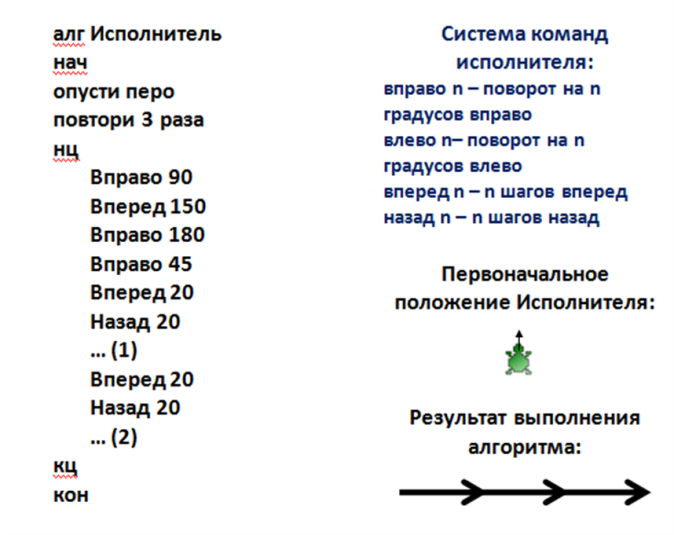 алг Исполнитель
нач
опусти перо
повтори 3 раза
нц
Вправо 90
Вперед 150
Вправо 180
Вправо 45
Вперед 20
Назад 20
... (1)
Вперед 20
Назад 20
... (2)
кц
кон
Система команд
исполнителя:
вправо n – поворот на n
градусов вправо
влево n– поворот на n
градусов влево
вперед n – n шагов вперед
назад n – n шагов назад
Первоначальное
положение Исполнителя:
Результат выполнения
алгоритма: